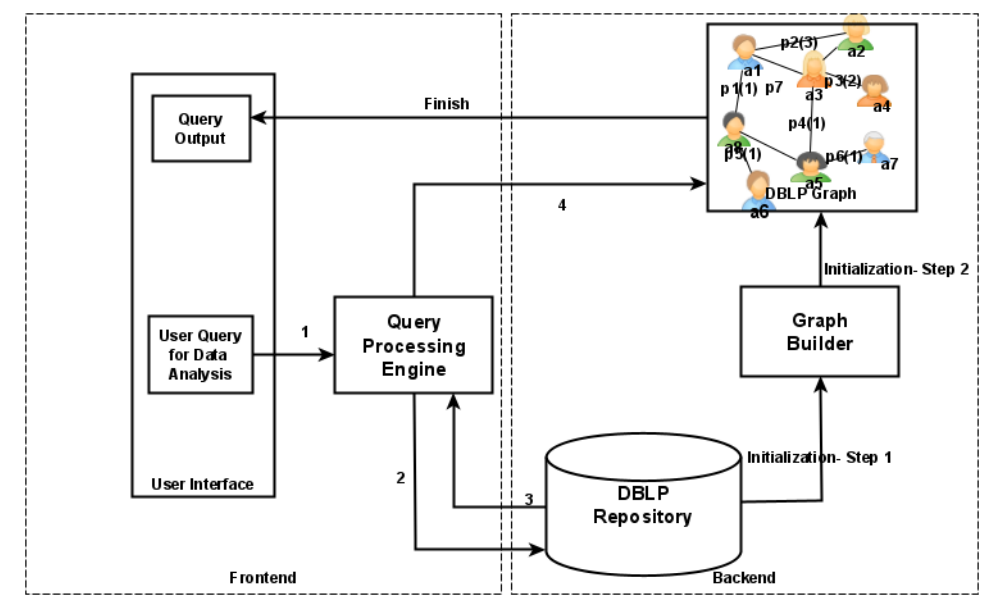 p2(3)
a2
a1
p1(1)
p7
a3
p3(2)
a4
p4(1)
p5(1)
p6(1)
a7
a5
DBLP Graph
a6
Query
Output
Finish
4
Initialization- Step 2
Graph
Builder
User Query
for Data
Analysis
1
Query
Processing
Engine
2
3
Initialization- Step 1
DBLP
Repository
User Interface
Frontend
Backend